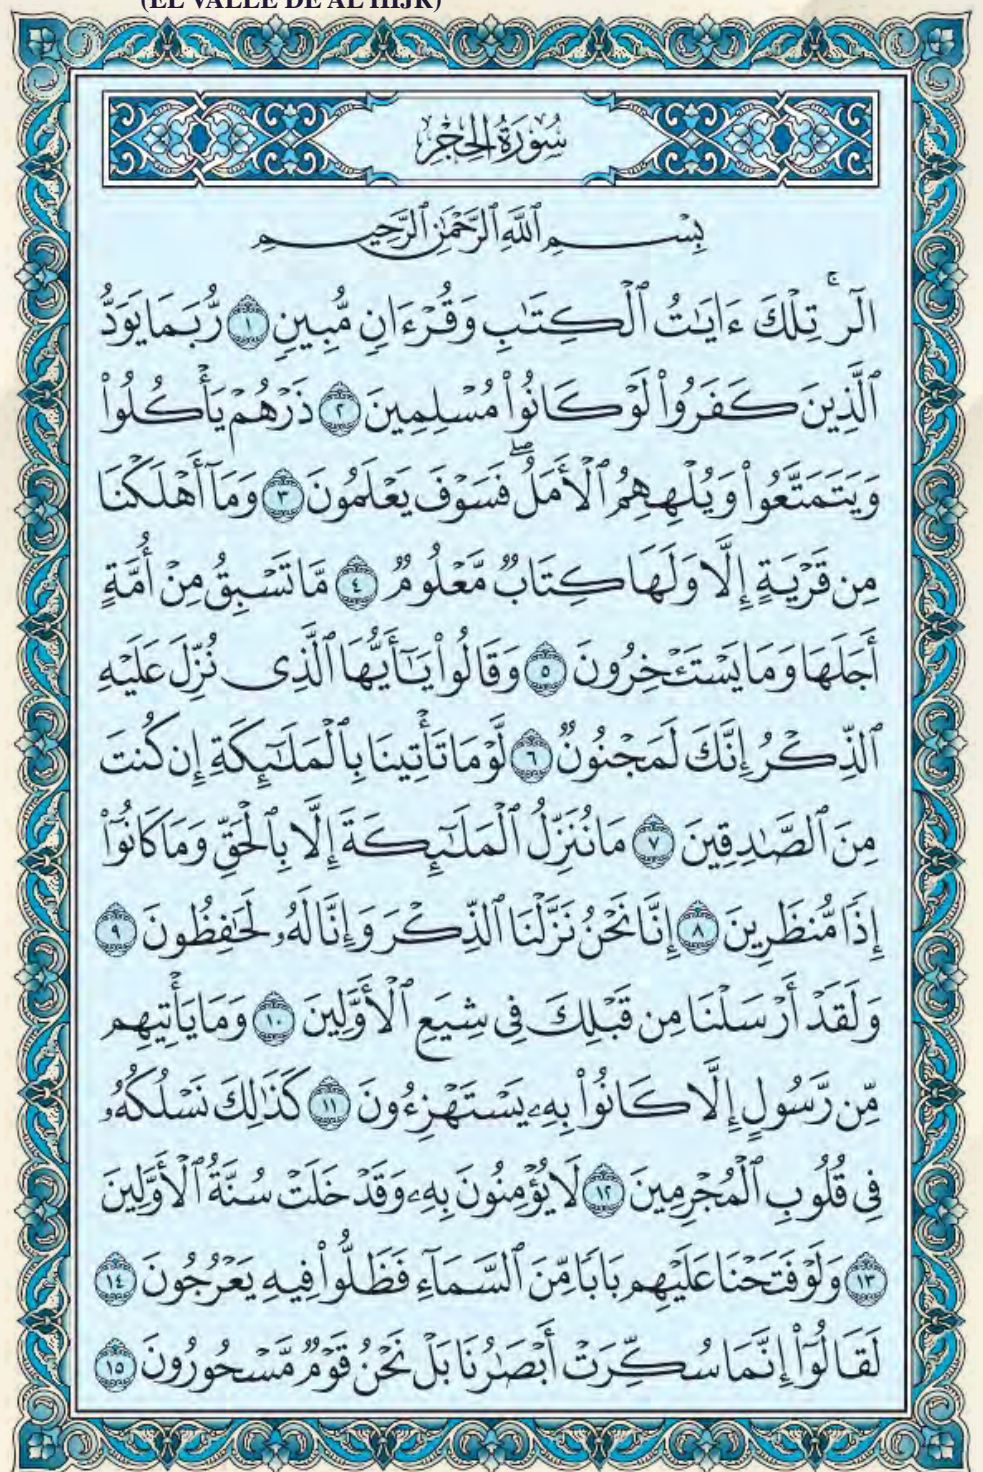 (EL VALLE DE AL HIJR)
سُورَةُ الحِجْرِ
بِسْمِ ٱللَّهِ ٱلرَّحْمَٰنِ ٱلرَّحِيمِ
الٓر ۚ تِلْكَ ءَايَٰتُ ٱلْكِتَٰبِ وَقُرْءَانٍ مُّبِينٍ ١ رُّبَمَا يَوَدُّ
ٱلَّذِينَ كَفَرُوا۟ لَوْ كَانُوا۟ مُسْلِمِينَ ٢ ذَرْهُمْ يَأْكُلُوا۟
وَيَتَمَتَّعُوا۟ وَيُلْهِهِمُ ٱلْأَمَلُ ۖ فَسَوْفَ يَعْلَمُونَ ٣ وَمَآ أَهْلَكْنَا
مِن قَرْيَةٍ إِلَّا وَلَهَا كِتَابٌ مَّعْلُومٌ ٤ مَّا تَسْبِقُ مِنْ أُمَّةٍ
أَجَلَهَا وَمَا يَسْتَـْٔخِرُونَ ٥ وَقَالُوا۟ يَٰٓأَيُّهَا ٱلَّذِى نُزِّلَ عَلَيْهِ
ٱلذِّكْرُ إِنَّكَ لَمَجْنُونٌ ٦ لَّوْ مَا تَأْتِينَا بِٱلْمَلَٰٓئِكَةِ إِن كُنتَ
مِنَ ٱلصَّٰدِقِينَ ٧ مَا نُنَزِّلُ ٱلْمَلَٰٓئِكَةَ إِلَّا بِٱلْحَقِّ وَمَا كَانُوٓا۟
إِذًا مُّنظَرِينَ ٨ إِنَّا نَحْنُ نَزَّلْنَا ٱلذِّكْرَ وَإِنَّا لَهُۥ لَحَٰفِظُونَ ٩
وَلَقَدْ أَرْسَلْنَا مِن قَبْلِكَ فِى شِيَعِ ٱلْأَوَّلِينَ ١٠ وَمَا يَأْتِيهِم
مِّن رَّسُولٍ إِلَّا كَانُوا۟ بِهِۦ يَسْتَهْزِءُونَ ١١ كَذَٰلِكَ نَسْلُكُهُۥ
فِى قُلُوبِ ٱلْمُجْرِمِينَ ١٢ لَا يُؤْمِنُونَ بِهِۦ وَقَدْ خَلَتْ سُنَّةُ ٱلْأَوَّلِينَ
١٣ وَلَوْ فَتَحْنَا عَلَيْهِم بَابًا مِّنَ ٱلسَّمَآءِ فَظَلُّوا۟ فِيهِ يَعْرُجُونَ ١٤
لَقَالُوٓا۟ إِنَّمَا سُكِّرَتْ أَبْصَٰرُنَا بَلْ نَحْنُ قَوْمٌ مَّسْحُورُونَ ١٥